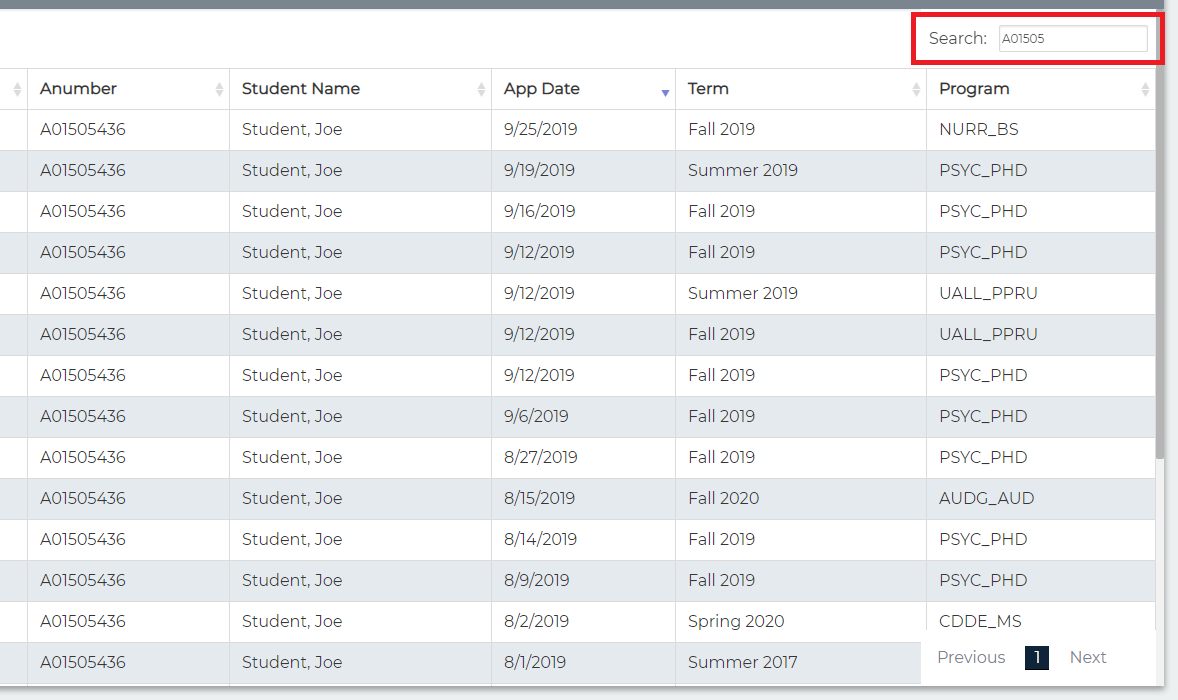 Search: A01505
Anumber Student Name App Date Term Program
A01505436 Student, Joe 9/25/2019 Fall 2019 NURR_BS
A01505436 Student, Joe 9/19/2019 Summer 2019 PSYC_PHD
A01505436 Student, Joe 9/16/2019 Fall 2019 PSYC_PHD
A01505436 Student, Joe 9/12/2019 Fall 2019 PSYC_PHD
A01505436 Student, Joe 9/12/2019 Summer 2019 UALL_PPRU
A01505436 Student, Joe 9/12/2019 Fall 2019 UALL_PPRU
A01505436 Student, Joe 9/12/2019 Fall 2019 PSYC_PHD
A01505436 Student, Joe 9/6/2019 Fall 2019 PSYC_PHD
A01505436 Student, Joe 8/27/2019 Fall 2019 PSYC_PHD
A01505436 Student, Joe 8/15/2019 Fall 2020 AUDG_AUD
A01505436 Student, Joe 8/14/2019 Fall 2019 PSYC_PHD
A01505436 Student, Joe 8/9/2019 Fall 2019 PSYC_PHD
A01505436 Student, Joe 8/2/2019 Spring 2020 CDDE_MS
A01505436 Student, Joe 8/1/2019 Summer 2017
Previous 1 Next